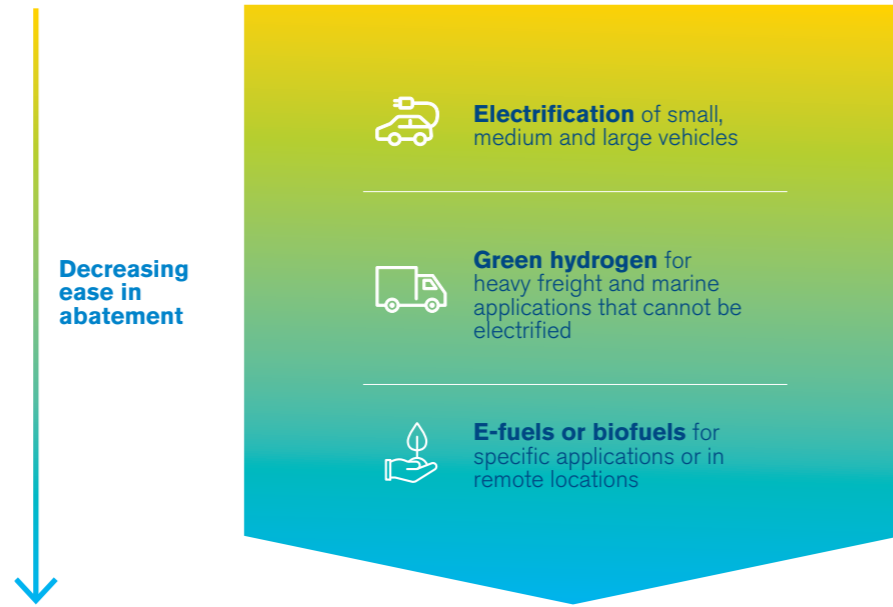 Electrification of small,
medium and large vehicles
Decreasing
ease in
abatement
Green hydrogen for
heavy freight and marine
applications that cannot be
electrified
E-fuels or biofuels for
specific applications or in
remote locations